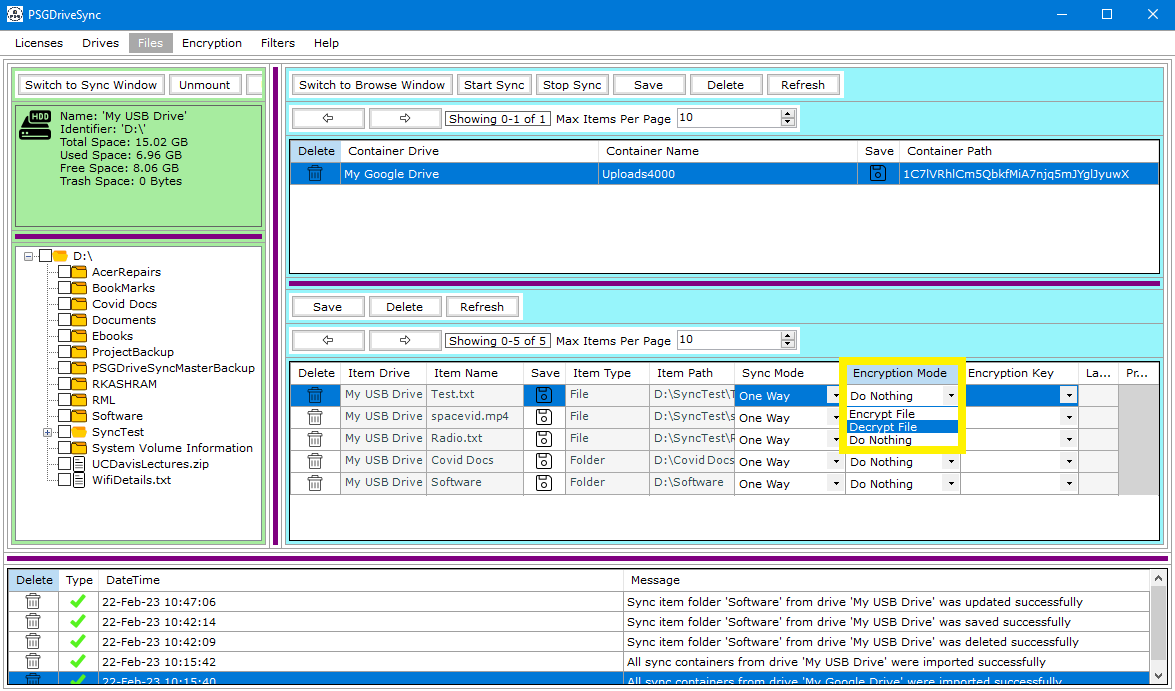 PSGDriveSync
Licenses Drives Files Encryption Filters Help
Switch to Sync Window Unmount
HDD
Name: 'My USB Drive'
Identifier: 'D:\'
Total Space: 15.02 GB
Used Space: 6.96 GB
Free Space: 8.06 GB
Trash Space: 0 Bytes
D:\
AcerRepairs
BookMarks
Covid Docs
Documents
Ebooks
ProjectBackup
PSGDriveSyncMasterBackup
RKASHRAM
RML
Software
SyncTest
System Volume Information
UCDavisLectures.zip
WifiDetails.txt
Switch to Browse Window Start Sync Stop Sync Save Delete Refresh
Showing 0-1 of 1 Max Items Per Page 10
Delete Container Drive Container Name Save Container Path
My Google Drive Uploads4000 1C7lVRhlCm5QbkfMiA7njq5mJYglJyuwX
Save Delete Refresh
Showing 0-5 of 5 Max Items Per Page 10
Delete Item Drive Item Name Save Item Type Item Path Sync Mode Encryption Mode Encryption Key La... Pr...
My USB Drive Test.txt File D:\SyncTest\T One Way Do Nothing
Encrypt File
Decrypt File
Do Nothing
My USB Drive spacevid.mp4 File D:\SyncTest\s One Way
My USB Drive Radio.txt File D:\SyncTest\R One Way
My USB Drive Covid Docs Folder D:\Covid Docs One Way Do Nothing
My USB Drive Software Folder D:\Software One Way Do Nothing
Delete Type DateTime Message
22-Feb-23 10:47:06 Sync item folder 'Software' from drive 'My USB Drive' was updated successfully
22-Feb-23 10:42:14 Sync item folder 'Software' from drive 'My USB Drive' was saved successfully
22-Feb-23 10:42:09 Sync item folder 'Software' from drive 'My USB Drive' was deleted successfully
22-Feb-23 10:15:42 All sync containers from drive 'My USB Drive' were imported successfully
22-Feb-23 10:15:40 All sync containers from drive 'My Google Drive' were imported successfully